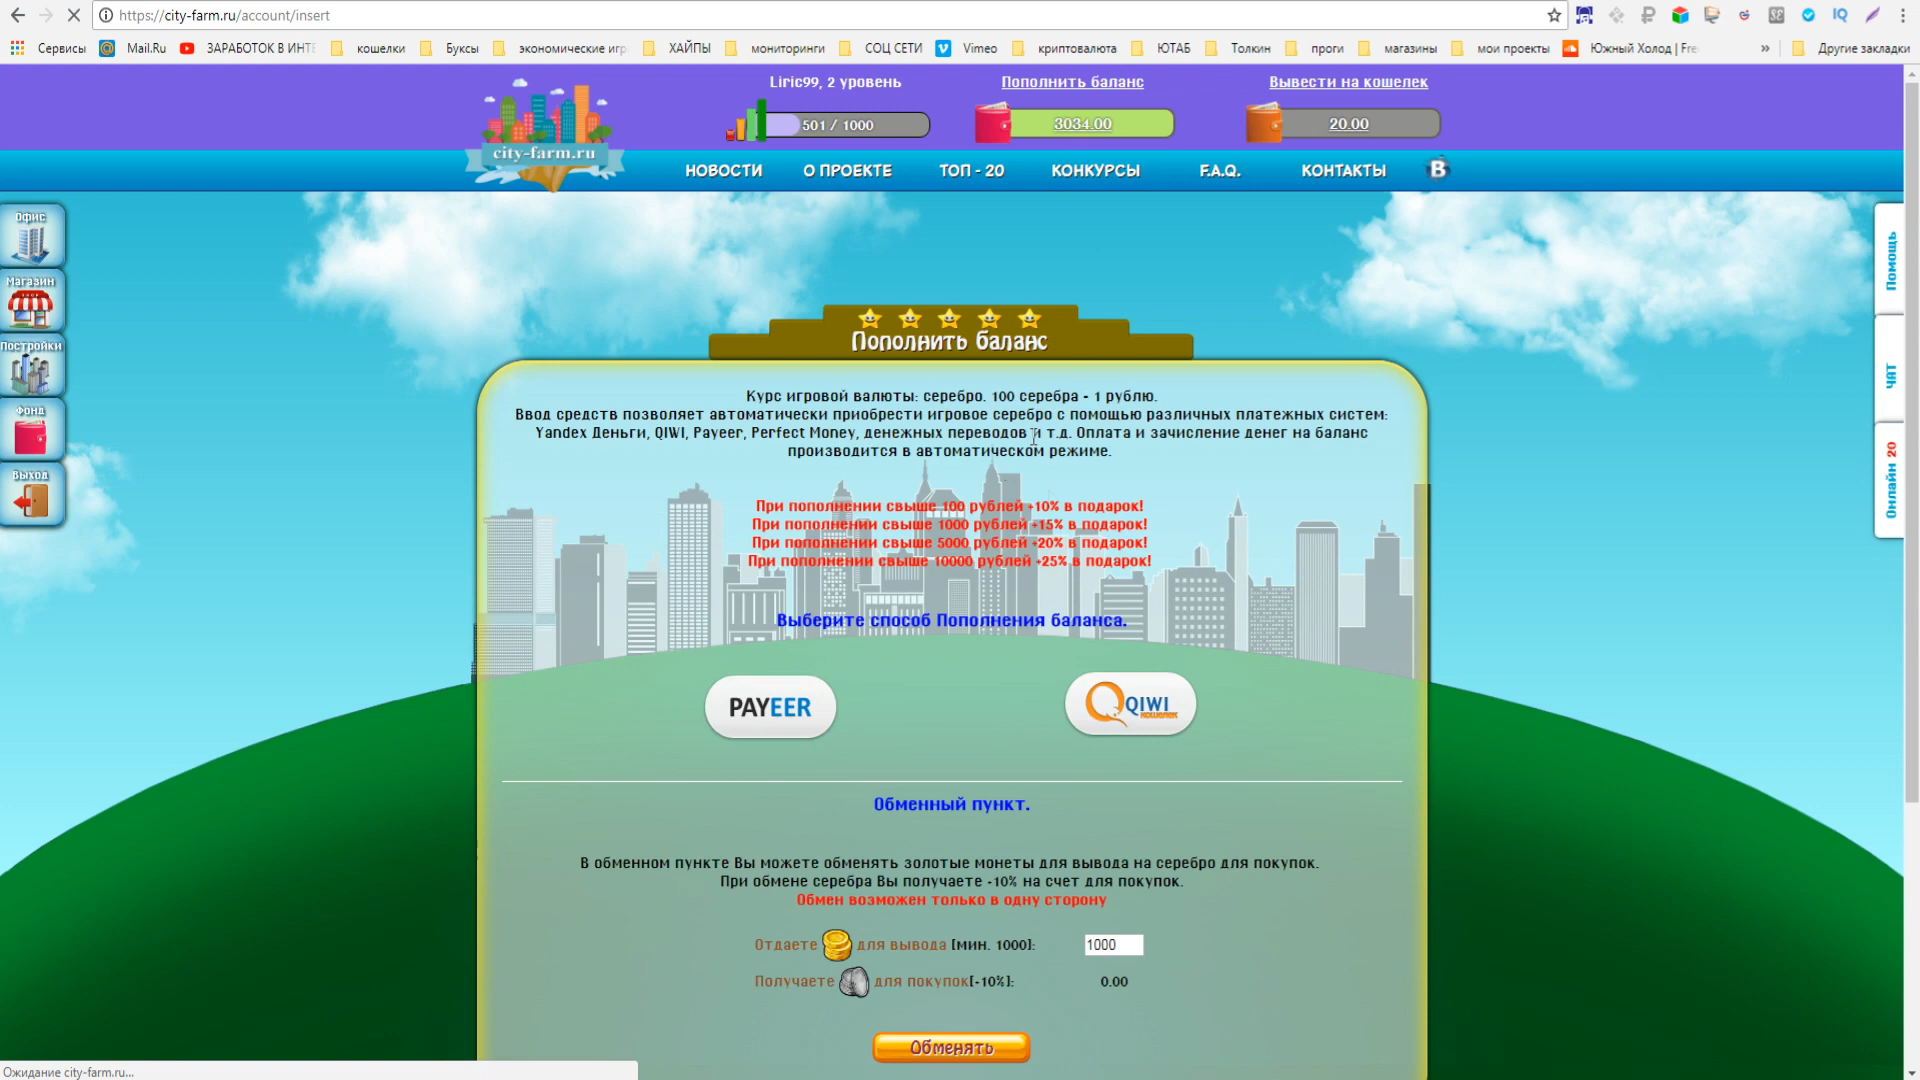 https://city-farm.ru/account/insert
Сервисы
Mail.Ru
ЗАРАБОТОК В ИНТЕ
кошелки
Буксы
экономические игр
ХАЙПЫ
мониторинги
СОЦ СЕТИ
Vimeo
криптовалюта
ЮТАБ
Толкин
проги
магазины
мои проекты
Южный Холод | Fre
»
Другие закладки
city-farm.ru
Liric99, 2 уровень
501 / 1000
Пополнить баланс
3034.00
Вывести на кошелек
20.00
НОВОСТИ
О ПРОЕКТЕ
ТОП - 20
КОНКУРСЫ
F.A.Q.
КОНТАКТЫ
В
Офис
Магазин
Постройки
Фонд
Выход
Помощь
ЧАТ
Онлайн 20
Пополнить баланс
Курс игровой валюты: серебро. 100 серебра - 1 рублю.
Ввод средств позволяет автоматически приобрести игровое серебро с помощью различных платежных систем:
Yandex Деньги, QIWI, Payeer, Perfect Money, денежных переводов и т.д. Оплата и зачисление денег на баланс
производится в автоматическом режиме.
При пополнении свыше 100 рублей +10% в подарок!
При пополнении свыше 1000 рублей +15% в подарок!
При пополнении свыше 5000 рублей +20% в подарок!
При пополнении свыше 10000 рублей +25% в подарок!
Выберите способ Пополнения баланса.
PAYEER
QIWI
кошелек
Обменный пункт.
В обменном пункте Вы можете обменять золотые монеты для вывода на серебро для покупок.
При обмене серебра Вы получаете -10% на счет для покупок.
Обмен возможен только в одну сторону
Отдаете для вывода [мин. 1000]:
1000
Получаете для покупок[-10%]:
0.00
Обменять
Ожидание city-farm.ru...